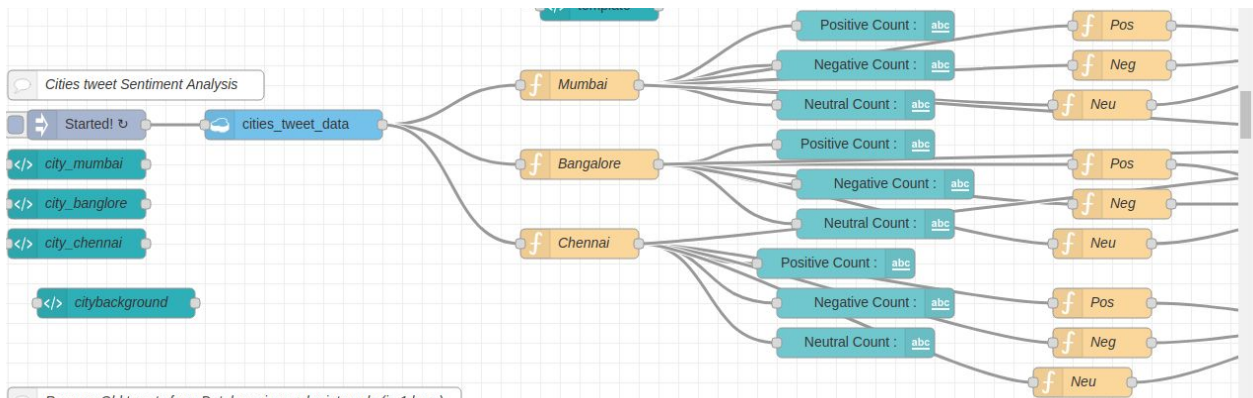 template
Positive Count : abc
Pos
Negative Count : abc
Neg
Cities tweet Sentiment Analysis
Mumbai
Neutral Count : abc
Neu
Started! ↻
cities_tweet_data
Positive Count : abc
city_mumbai
Bangalore
Pos
Negative Count : abc
city_banglore
Neg
Neutral Count : abc
city_chennai
Chennai
Neu
Positive Count : abc
citybackground
Negative Count : abc
Pos
Neutral Count : abc
Neg
Neu